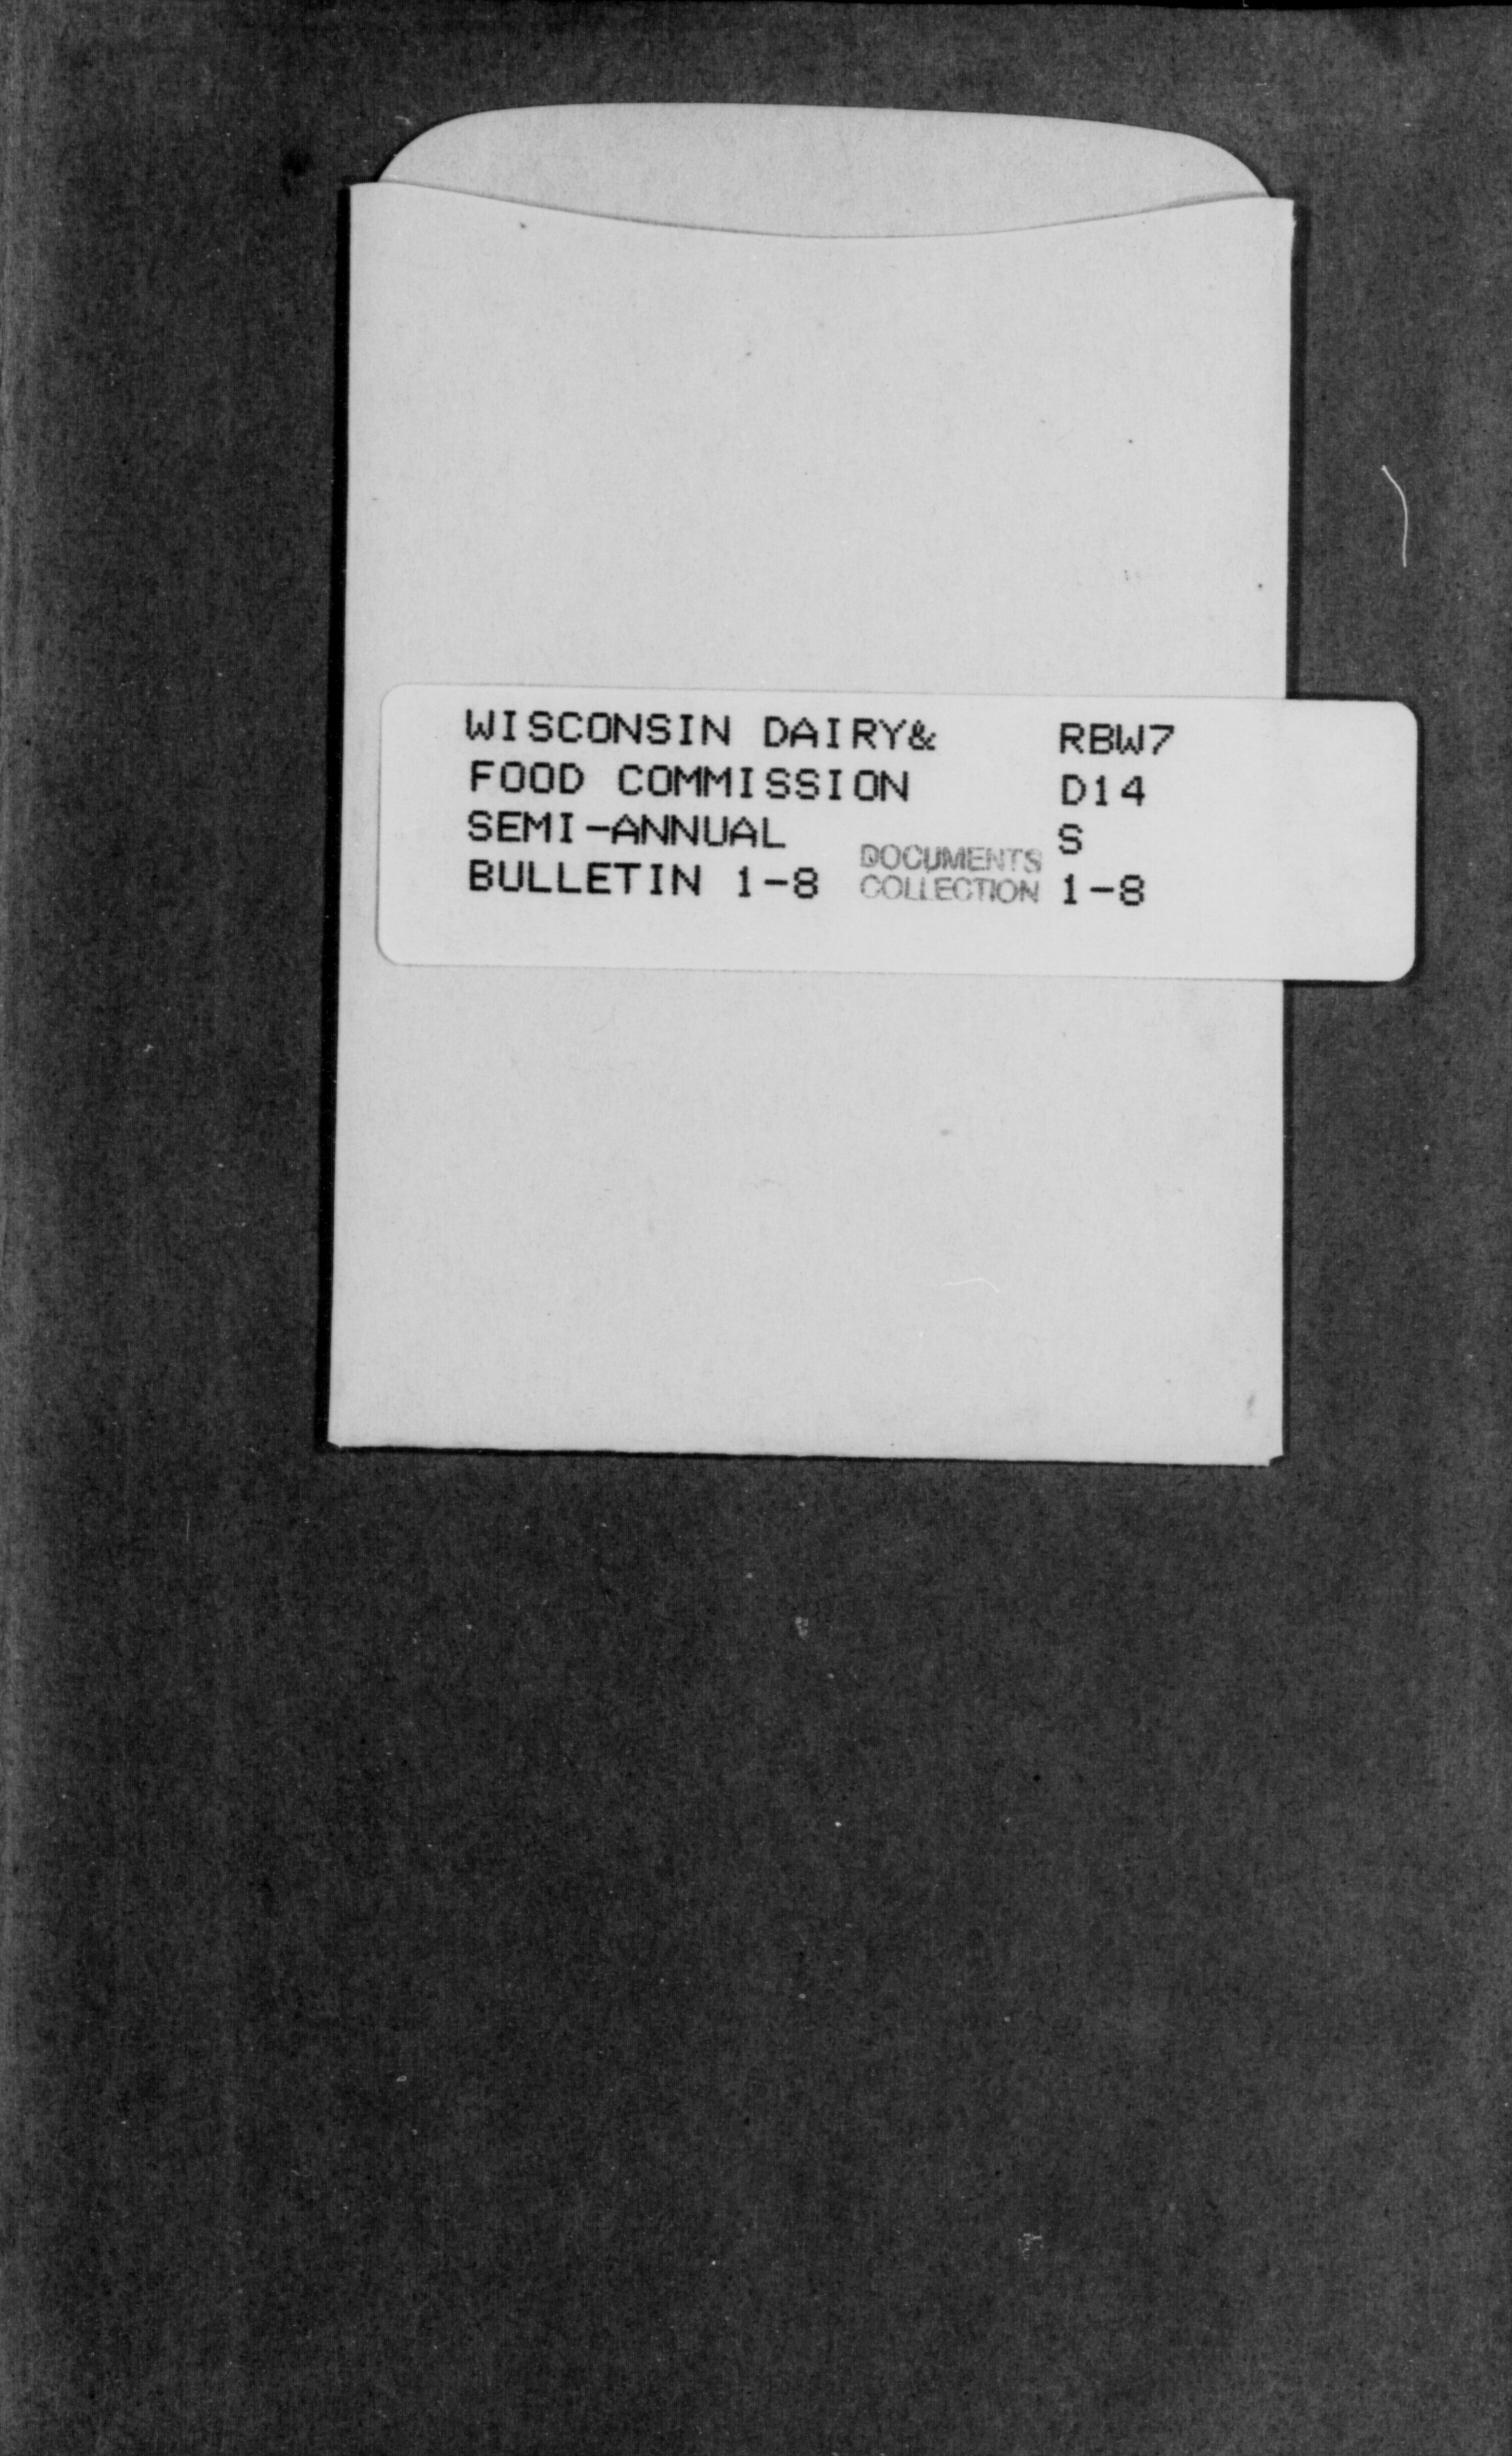 WISCONSIN DAIRY& RBW7
FOOD COMMISSION D14
SEMI-ANNUAL S
DOCUMENTS
BULLETIN 1-8 COLLECTION 1-8